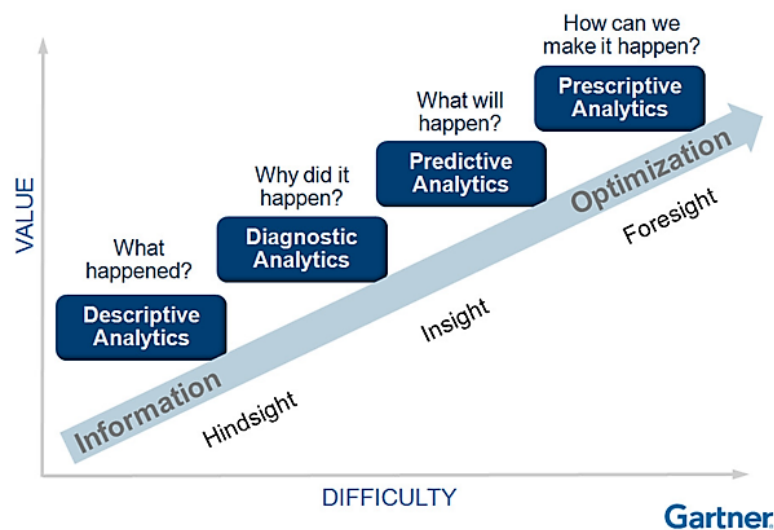 How can we
make it happen?
Prescriptive
Analytics
What will
happen?
Predictive
Analytics
Why did it
happen?
Diagnostic
Analytics
What
happened?
Descriptive
Analytics
VALUE
Information
Optimization
Hindsight
Insight
Foresight
DIFFICULTY
Gartner